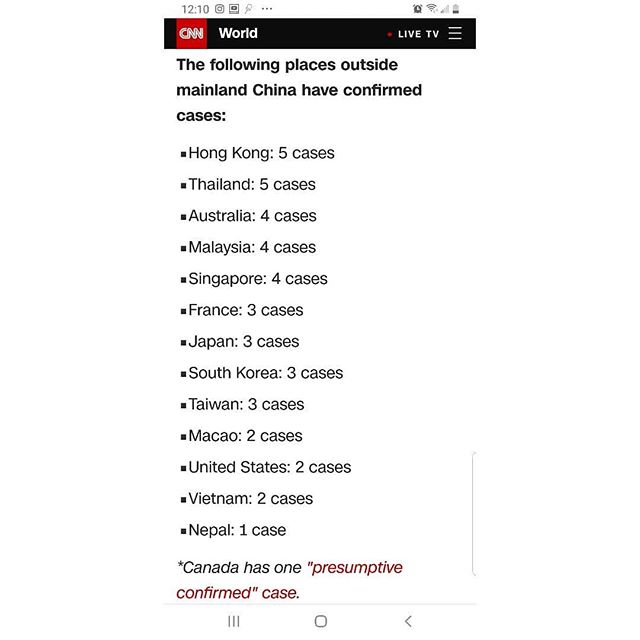 12:10
CNN World LIVE TV
The following places outside
mainland China have confirmed
cases:
▪Hong Kong: 5 cases
▪Thailand: 5 cases
▪Australia: 4 cases
▪Malaysia: 4 cases
▪Singapore: 4 cases
▪France: 3 cases
▪Japan: 3 cases
▪South Korea: 3 cases
▪Taiwan: 3 cases
▪Macao: 2 cases
▪United States: 2 cases
▪Vietnam: 2 cases
▪Nepal: 1 case
*Canada has one "presumptive
confirmed" case.